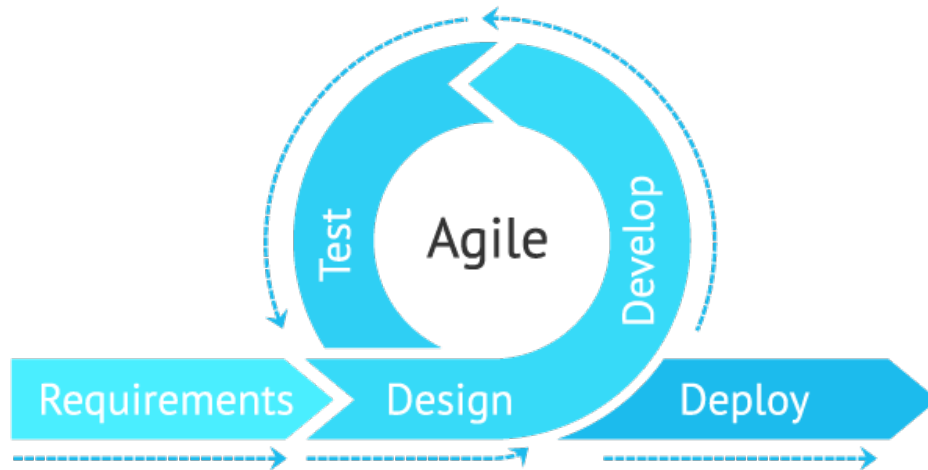 Agile
Test
Develop
Requirements
Design
Deploy